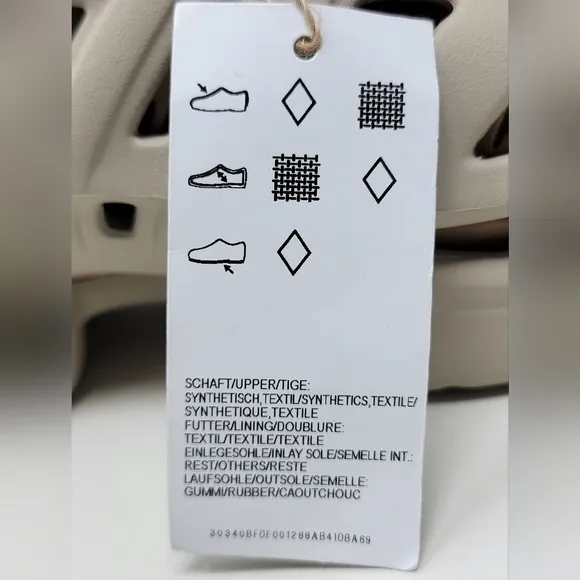 SCHAFT/UPPER/TIGE:
SYNTHETISCH,TEXTIL/SYNTHETICS,TEXTILE/
SYNTHETIQUE,TEXTILE
FUTTER/LINING/DOUBLURE:
TEXTIL/TEXTILE/TEXTILE
EINLEGESOHLE/INLAY SOLE/SEMELLE INT.:
REST/OTHERS/RESTE
LAUFSOHLE/OUTSOLE/SEMELLE:
GUMMI/RUBBER/CAOUTCHOUC
30340BFDF001288AB41DBA69